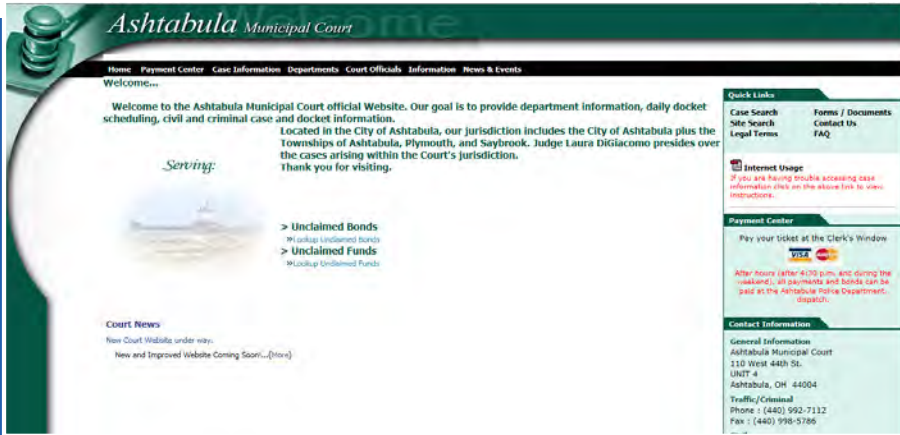 Welcome
Ashtabula Municipal Court
Home Payment Center Case Information Departments Court Officials Information News & Events
Welcome...
Welcome to the Ashtabula Municipal Court official Website. Our goal is to provide department information, daily docket
scheduling, civil and criminal case and docket information.
Located in the City of Ashtabula, our jurisdiction includes the City of Ashtabula plus the
Townships of Ashtabula, Plymouth, and Saybrook. Judge Laura DiGiacomo presides over
the cases arising within the Court's jurisdiction.
Thank you for visiting.
Serving:
> Unclaimed Bonds
»Lookup Unclaimed Bonds
> Unclaimed Funds
»Lookup Unclaimed Funds
Court News
New Court Website under way.
New and Improved Website Coming Soon!...(More)
Quick Links
Case Search Forms / Documents
Site Search Contact Us
Legal Terms FAQ
Internet Usage
If you are having trouble accessing case
information click on the above link to view
instructions.
Payment Center
Pay your ticket at the Clerk's Window
VISA
After hours (after 4:30 p.m. and during the
weekend), all payments and bonds can be
paid at the Ashtabula Police Department,
dispatch.
Contact Information
General Information
Ashtabula Municipal Court
110 West 44th St.
UNIT 4
Ashtabula, OH 44004
Traffic/Criminal
Phone : (440) 992-7112
Fax : (440) 998-5786